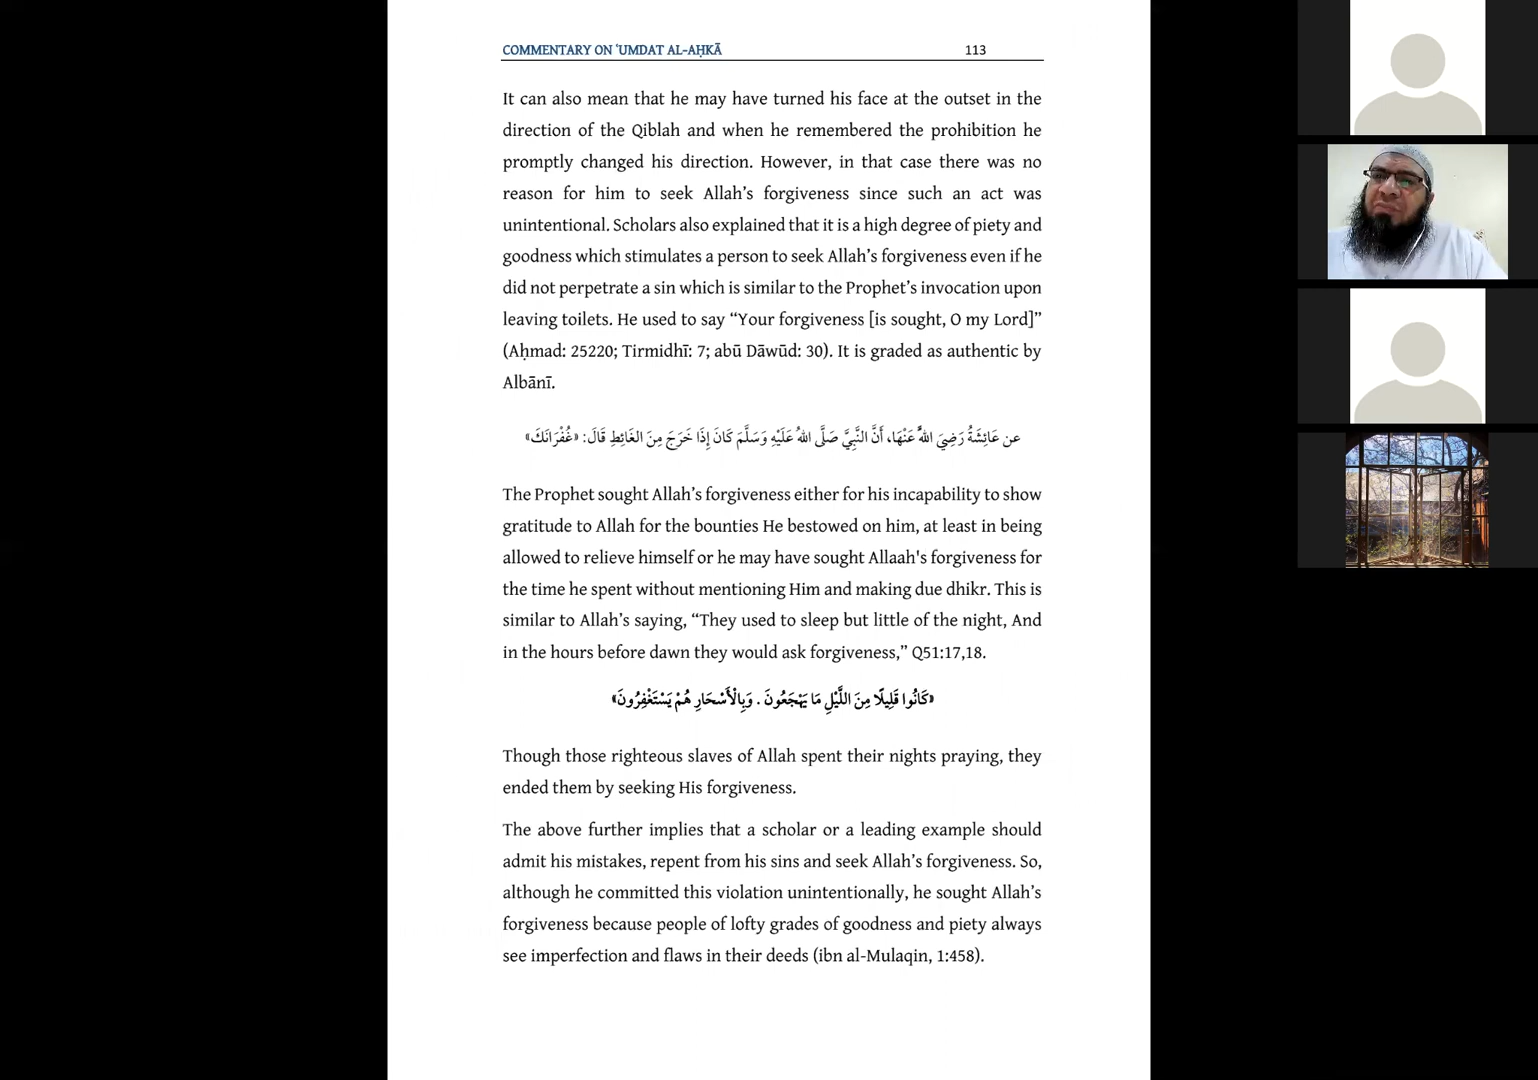 COMMENTARY ON ʿUMDAT AL-AḤKĀ 113
It can also mean that he may have turned his face at the outset in the
direction of the Qiblah and when he remembered the prohibition he
promptly changed his direction. However, in that case there was no
reason for him to seek Allah’s forgiveness since such an act was
unintentional. Scholars also explained that it is a high degree of piety and
goodness which stimulates a person to seek Allah’s forgiveness even if he
did not perpetrate a sin which is similar to the Prophet’s invocation upon
leaving toilets. He used to say “Your forgiveness [is sought, O my Lord]”
(Aḥmad: 25220; Tirmidhī: 7; abū Dāwūd: 30). It is graded as authentic by
Albānī.
عن عَائِشَةُ رَضِيَ اللهُ عَنْهَا، أَنَّ النَّبِيَّ صَلَّى اللهُ عَلَيْهِ وَسَلَّمَ كَانَ إِذَا خَرَجَ مِنَ الغَائِطِ قَالَ: «غُفْرَانَكَ»
The Prophet sought Allah’s forgiveness either for his incapability to show
gratitude to Allah for the bounties He bestowed on him, at least in being
allowed to relieve himself or he may have sought Allaah's forgiveness for
the time he spent without mentioning Him and making due dhikr. This is
similar to Allah’s saying, “They used to sleep but little of the night, And
in the hours before dawn they would ask forgiveness,” Q51:17,18.
«كَانُوا قَلِيلًا مِنَ اللَّيْلِ مَا يَهْجَعُونَ . وَبِالْأَسْحَارِ هُمْ يَسْتَغْفِرُونَ»
Though those righteous slaves of Allah spent their nights praying, they
ended them by seeking His forgiveness.
The above further implies that a scholar or a leading example should
admit his mistakes, repent from his sins and seek Allah’s forgiveness. So,
although he committed this violation unintentionally, he sought Allah’s
forgiveness because people of lofty grades of goodness and piety always
see imperfection and flaws in their deeds (ibn al-Mulaqin, 1:458).